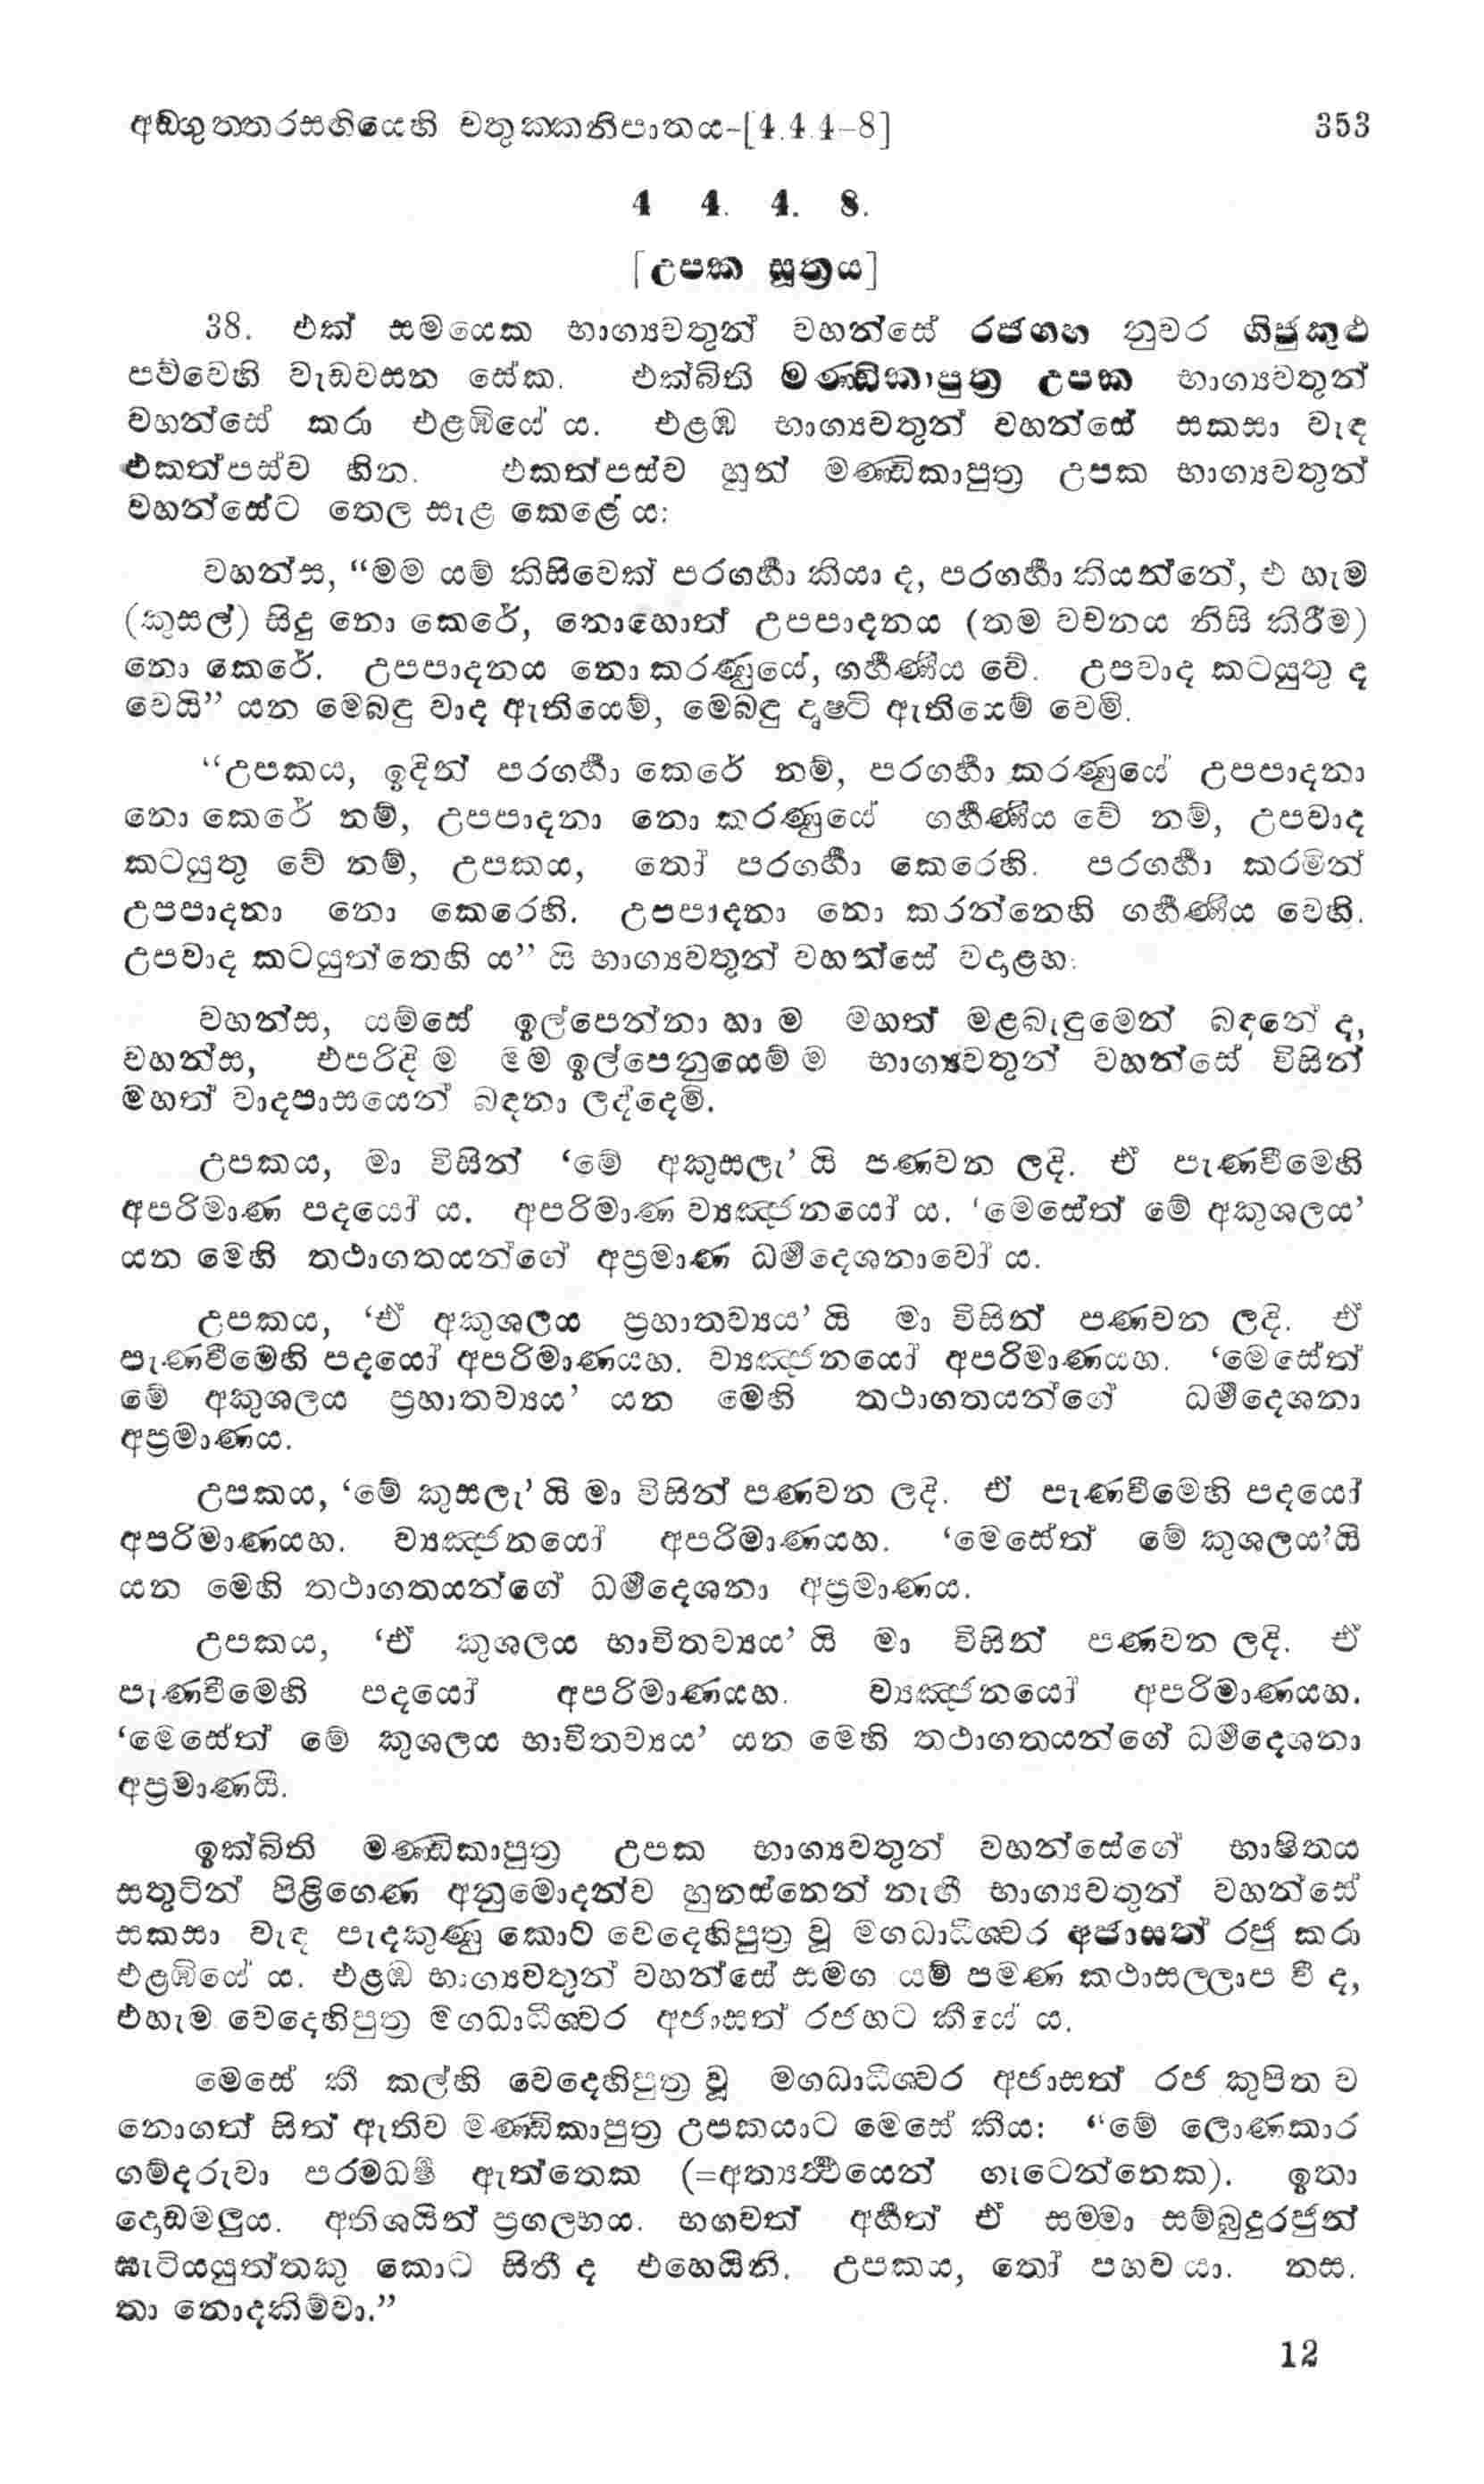 අඞ්ගුත්තරසඟියෙහි චතුක්කනිපාතය-[4.4.4-8] 353
4 4. 4. 8.
[උපක සූත්‍රය]
38. එක් සමයෙක භාග්‍යවතුන් වහන්සේ රජගහ නුවර ගිජුකුළු
පව්වෙහි වැඩවසන සේක. එක්බිති මණ්ඩිකාපුත්‍ර උපක භාග්‍යවතුන්
වහන්සේ කරා එළඹියේ ය. එළඹ භාග්‍යවතුන් වහන්සේ සකසා වැඳ
එකත්පස්ව හින. එකත්පස්ව හුන් මණ්ඩිකාපුත්‍ර උපක භාග්‍යවතුන්
වහන්සේට තෙල සැළ කෙළේ ය:
වහන්ස, “මම යම් කිසිවෙක් පරගර්හා කියා ද, පරගර්හා කියන්නේ, එ හැම
(කුසල්) සිදු නො කෙරේ, නොහොත් උපපාදනය (තම වචනය නිසි කිරීම)
නො කෙරේ. උපපාදනය නො කරණුයේ, ගර්හණීය වේ. උපවාද කටයුතු ද
වෙයි” යන මෙබඳු වාද ඇතියෙම්, මෙබඳු දෘෂ්ටි ඇතියෙම් වෙමි.
“උපකය, ඉදින් පරගර්හා කෙරේ නම්, පරගර්හා කරණුයේ උපපාදනා
නො කෙරේ නම්, උපපාදනා නො කරණුයේ ගර්හණීය වේ නම්, උපවාද
කටයුතු වේ නම්, උපකය, තෝ පරගර්හා කෙරෙහි. පරගර්හා කරමින්
උපපාදනා නො කෙරෙහි. උපපාදනා නො කරන්නෙහි ගර්හණීය වෙහි.
උපවාද කටයුත්තෙහි ය” යි භාග්‍යවතුන් වහන්සේ වදාළහ:
වහන්ස, යම්සේ ඉල්පෙන්නා හා ම මහත් මළබැඳුමෙන් බඳනේ ද,
වහන්ස, එපරිදි ම මම ඉල්පෙනුයෙම් ම භාග්‍යවතුන් වහන්සේ විසින්
මහත් වාදපාසයෙන් බඳනා ලද්දෙමි.
උපකය, මා විසින් ‘මේ අකුසලැ’ යි පණවන ලදි. ඒ පැණවීමෙහි
අපරිමාණ පදයෝ ය. අපරිමාණ ව්‍යඤ්ජනයෝ ය. ‘මෙසේත් මේ අකුශලය’
යන මෙහි තථාගතයන්ගේ අප්‍රමාණ ධර්මදෙශනාවෝ ය.
උපකය, ‘ඒ අකුශලය ප්‍රහාතව්‍යය’ යි මා විසින් පණවන ලදි. ඒ
පැණවීමෙහි පදයෝ අපරිමාණයහ. ව්‍යඤ්ජනයෝ අපරිමාණයහ. ‘මෙසේත්
මේ අකුශලය ප්‍රහාතව්‍යය’ යන මෙහි තථාගතයන්ගේ ධර්මදෙශනා
අප්‍රමාණය.
උපකය, ‘මේ කුසලැ’ යි මා විසින් පණවන ලදි. ඒ පැණවීමෙහි පදයෝ
අපරිමාණයහ. ව්‍යඤ්ජනයෝ අපරිමාණයහ. ‘මෙසේත් මේ කුශලය’යි
යන මෙහි තථාගතයන්ගේ ධර්මදෙශනා අප්‍රමාණය.
උපකය, ‘ඒ කුශලය භාවිතව්‍යය’ යි මා විසින් පණවන ලදි. ඒ
පැණවීමෙහි පදයෝ අපරිමාණයහ. ව්‍යඤ්ජනයෝ අපරිමාණයහ.
‘මෙසේත් මේ කුශලය භාවිතව්‍යය’ යන මෙහි තථාගතයන්ගේ ධර්මදෙශනා
අප්‍රමාණයි.
ඉක්බිති මණ්ඩිකාපුත්‍ර උපක භාග්‍යවතුන් වහන්සේගේ භාෂිතය
සතුටින් පිළිගෙණ අනුමොදන්ව හුනස්නෙන් නැඟී භාග්‍යවතුන් වහන්සේ
සකසා වැඳ පැදකුණු කොට වෙදෙහිපුත්‍ර වූ මගධාධීශ්වර අජාසත් රජු කරා
එළඹියේ ය. එළඹ භාග්‍යවතුන් වහන්සේ සමග යම් පමණ කථාසල්ලාප වී ද,
එහැම වෙදෙහිපුත්‍ර මගධාධීශ්වර අජාසත් රජහට කීයේ ය.
මෙසේ කී කල්හි වෙදෙහිපුත්‍ර වූ මගධාධීශ්වර අජාසත් රජ කුපිත ව
නොගත් සිත් ඇතිව මණ්ඩිකාපුත්‍ර උපකයාට මෙසේ කීය: “මේ ලොණකාර
ගම්දරුවා පරමධර්ෂී ඇත්තෙක (=අත්‍යර්ථයෙන් ගැටෙන්නෙක). ඉතා
දොඩමලුය. අතිශයින් ප්‍රගල්භය. භගවත් අර්හත් ඒ සම්මා සම්බුදුරජුන්
ඝැටියයුත්තකු කොට සිතී ද එහෙයිනි. උපකය, තෝ පහව යා. නස.
තා නොදකිම්වා.”
12